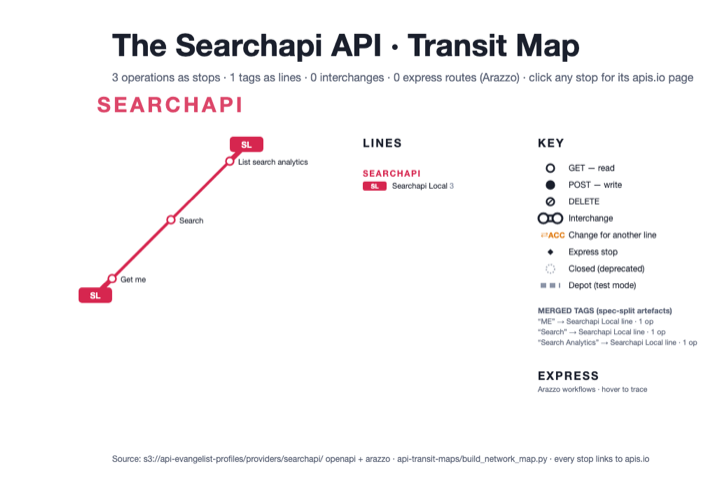 The Searchapi API · Transit Map
3 operations as stops · 1 tags as lines · 0 interchanges · 0 express routes (Arazzo) · click any stop for its apis.io page
SEARCHAPI
SL
List search analytics
Search
Get me
SL
LINES
SEARCHAPI
SL Searchapi Local 3
KEY
GET — read
POST — write
DELETE
Interchange
⇄ACC Change for another line
Express stop
Closed (deprecated)
Depot (test mode)
MERGED TAGS (spec-split artefacts)
"ME" → Searchapi Local line · 1 op
"Search" → Searchapi Local line · 1 op
"Search Analytics" → Searchapi Local line · 1 op
EXPRESS
Arazzo workflows · hover to trace
Source: s3://api-evangelist-profiles/providers/searchapi/ openapi + arazzo · api-transit-maps/build_network_map.py · every stop links to apis.io